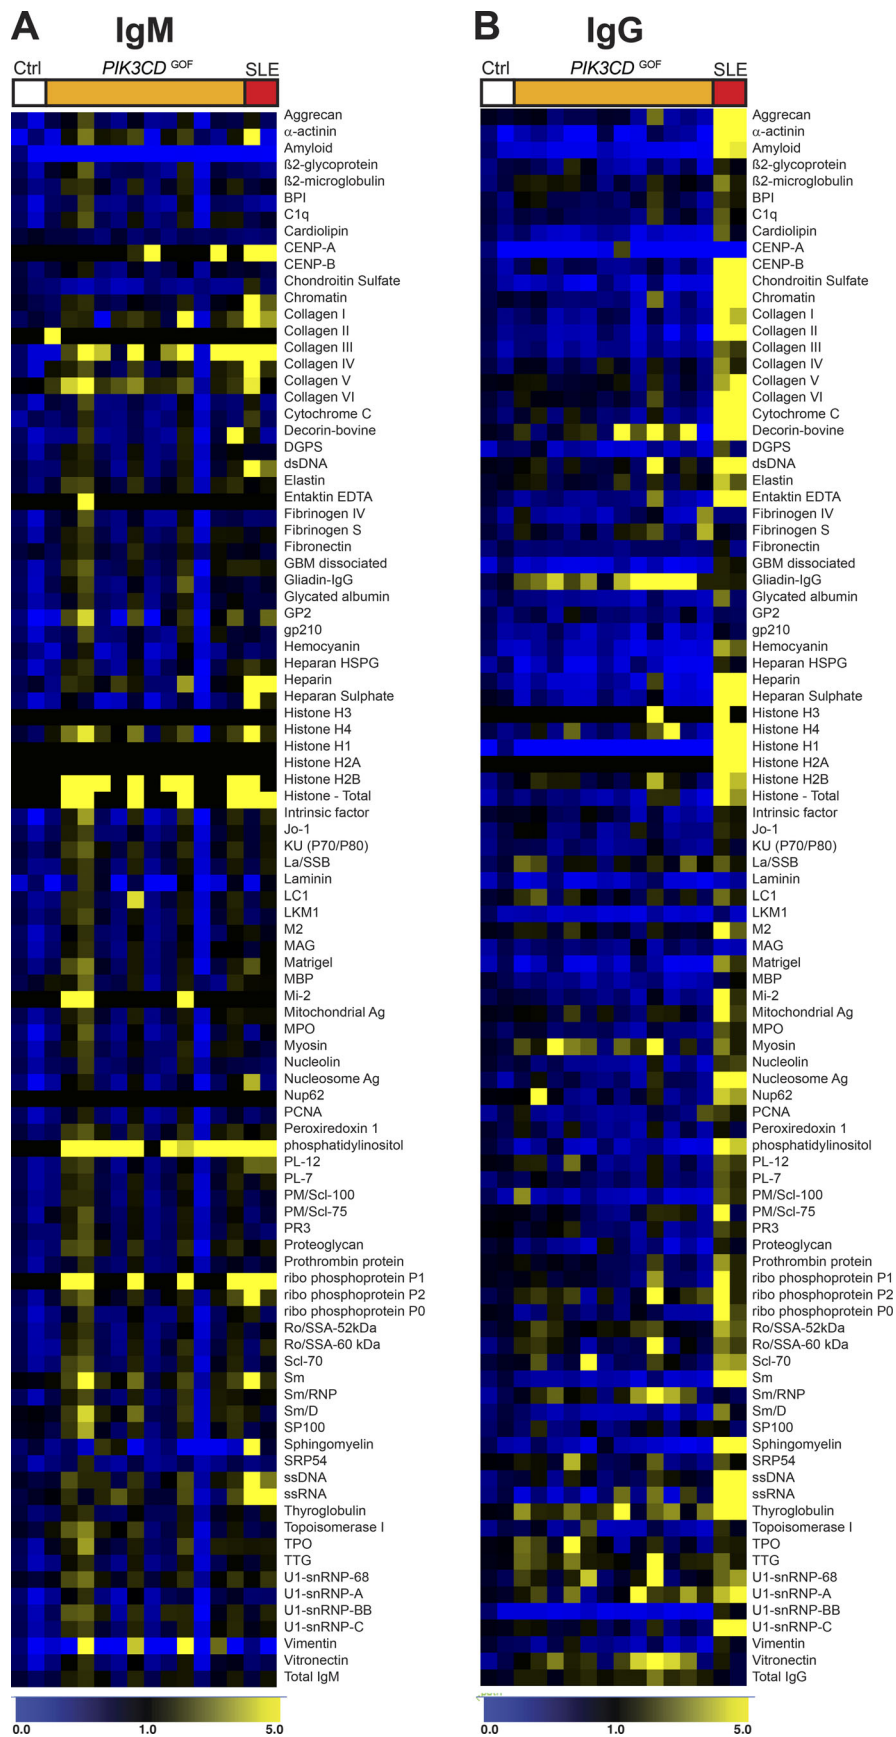 A
IgM
Ctrl PIK3CD GOF SLE
Aggrecan
α-actinin
Amyloid
ß2-glycoprotein
ß2-microglobulin
BPI
C1q
Cardiolipin
CENP-A
CENP-B
Chondroitin Sulfate
Chromatin
Collagen I
Collagen II
Collagen III
Collagen IV
Collagen V
Collagen VI
Cytochrome C
Decorin-bovine
DGPS
dsDNA
Elastin
Entaktin EDTA
Fibrinogen IV
Fibrinogen S
Fibronectin
GBM dissociated
Gliadin-IgG
Glycated albumin
GP2
gp210
Hemocyanin
Heparan HSPG
Heparin
Heparan Sulphate
Histone H3
Histone H4
Histone H1
Histone H2A
Histone H2B
Histone - Total
Intrinsic factor
Jo-1
KU (P70/P80)
La/SSB
Laminin
LC1
LKM1
M2
MAG
Matrigel
MBP
Mi-2
Mitochondrial Ag
MPO
Myosin
Nucleolin
Nucleosome Ag
Nup62
PCNA
Peroxiredoxin 1
phosphatidylinositol
PL-12
PL-7
PM/Scl-100
PM/Scl-75
PR3
Proteoglycan
Prothrombin protein
ribo phosphoprotein P1
ribo phosphoprotein P2
ribo phosphoprotein P0
Ro/SSA-52kDa
Ro/SSA-60 kDa
Scl-70
Sm
Sm/RNP
Sm/D
SP100
Sphingomyelin
SRP54
ssDNA
ssRNA
Thyroglobulin
Topoisomerase I
TPO
TTG
U1-snRNP-68
U1-snRNP-A
U1-snRNP-BB
U1-snRNP-C
Vimentin
Vitronectin
Total IgM
0.0 1.0 5.0
B
IgG
Ctrl PIK3CD GOF SLE
Aggrecan
α-actinin
Amyloid
ß2-glycoprotein
ß2-microglobulin
BPI
C1q
Cardiolipin
CENP-A
CENP-B
Chondroitin Sulfate
Chromatin
Collagen I
Collagen II
Collagen III
Collagen IV
Collagen V
Collagen VI
Cytochrome C
Decorin-bovine
DGPS
dsDNA
Elastin
Entaktin EDTA
Fibrinogen IV
Fibrinogen S
Fibronectin
GBM dissociated
Gliadin-IgG
Glycated albumin
GP2
gp210
Hemocyanin
Heparan HSPG
Heparin
Heparan Sulphate
Histone H3
Histone H4
Histone H1
Histone H2A
Histone H2B
Histone - Total
Intrinsic factor
Jo-1
KU (P70/P80)
La/SSB
Laminin
LC1
LKM1
M2
MAG
Matrigel
MBP
Mi-2
Mitochondrial Ag
MPO
Myosin
Nucleolin
Nucleosome Ag
Nup62
PCNA
Peroxiredoxin 1
phosphatidylinositol
PL-12
PL-7
PM/Scl-100
PM/Scl-75
PR3
Proteoglycan
Prothrombin protein
ribo phosphoprotein P1
ribo phosphoprotein P2
ribo phosphoprotein P0
Ro/SSA-52kDa
Ro/SSA-60 kDa
Scl-70
Sm
Sm/RNP
Sm/D
SP100
Sphingomyelin
SRP54
ssDNA
ssRNA
Thyroglobulin
Topoisomerase I
TPO
TTG
U1-snRNP-68
U1-snRNP-A
U1-snRNP-BB
U1-snRNP-C
Vimentin
Vitronectin
Total IgG
0.0 1.0 5.0